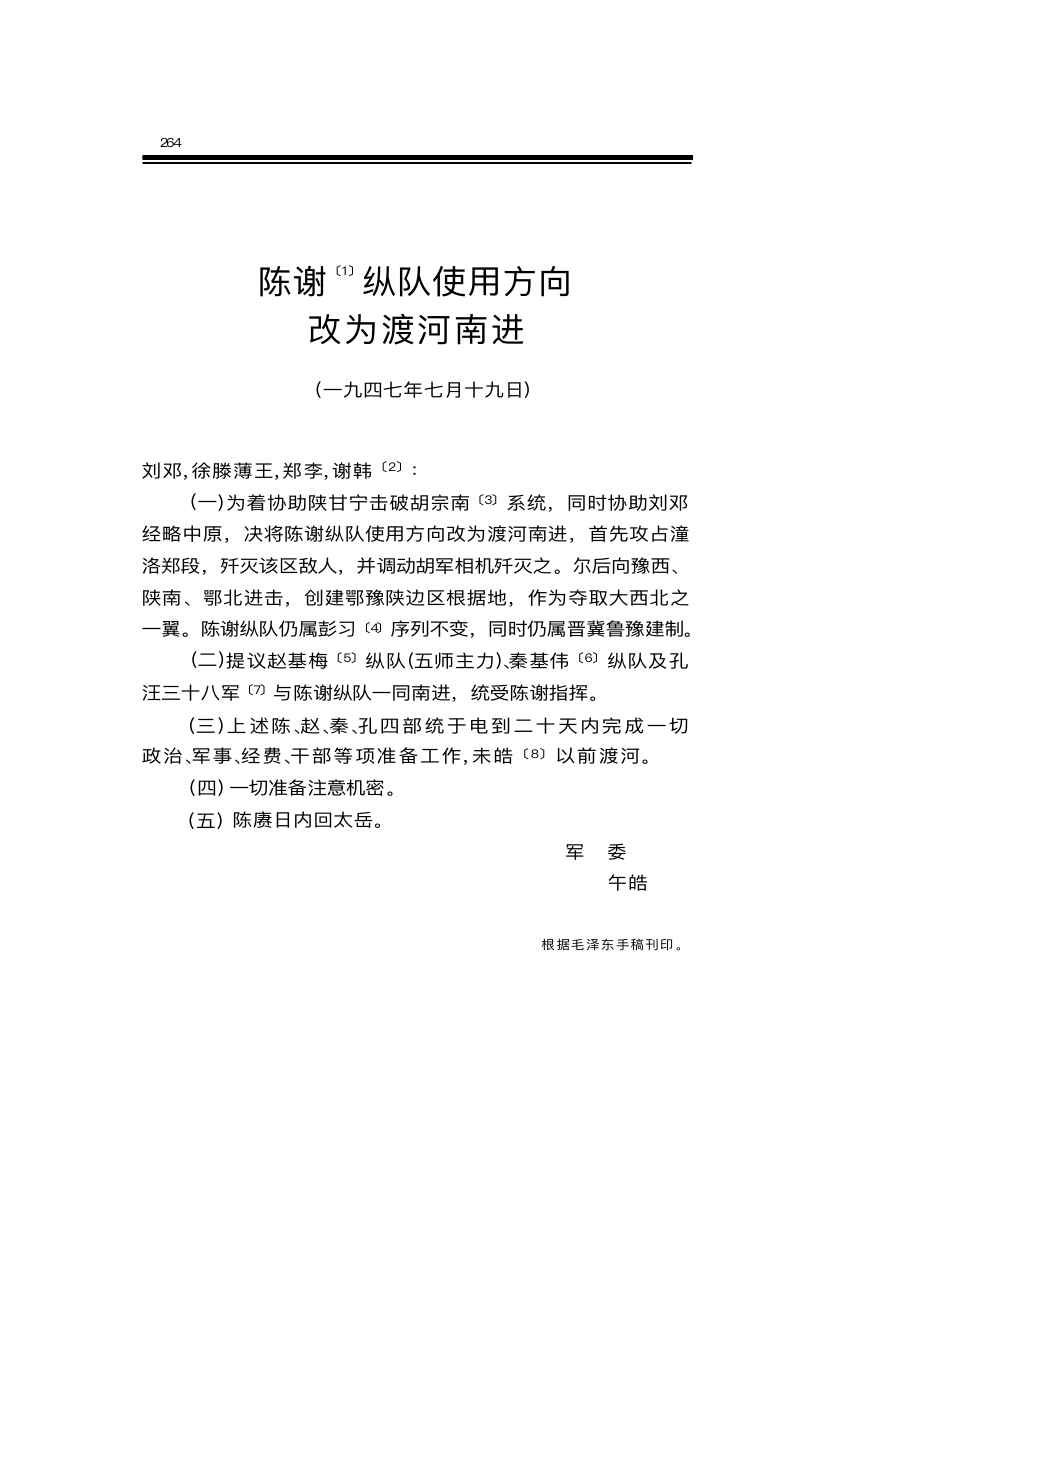 264
陈谢〔1〕纵队使用方向
改为渡河南进
(一九四七年七月十九日)
刘邓,徐滕薄王,郑李,谢韩〔2〕:
(一)为着协助陕甘宁击破胡宗南〔3〕系统，同时协助刘邓
经略中原，决将陈谢纵队使用方向改为渡河南进，首先攻占潼
洛郑段，歼灭该区敌人，并调动胡军相机歼灭之。尔后向豫西、
陕南、鄂北进击，创建鄂豫陕边区根据地，作为夺取大西北之
一翼。陈谢纵队仍属彭习〔4〕序列不变，同时仍属晋冀鲁豫建制。
(二)提议赵基梅〔5〕纵队(五师主力)、秦基伟〔6〕纵队及孔
汪三十八军〔7〕与陈谢纵队一同南进，统受陈谢指挥。
(三)上述陈、赵、秦、孔四部统于电到二十天内完成一切
政治、军事、经费、干部等项准备工作,未皓〔8〕以前渡河。
(四)一切准备注意机密。
(五)陈赓日内回太岳。
军 委
午皓
根据毛泽东手稿刊印。